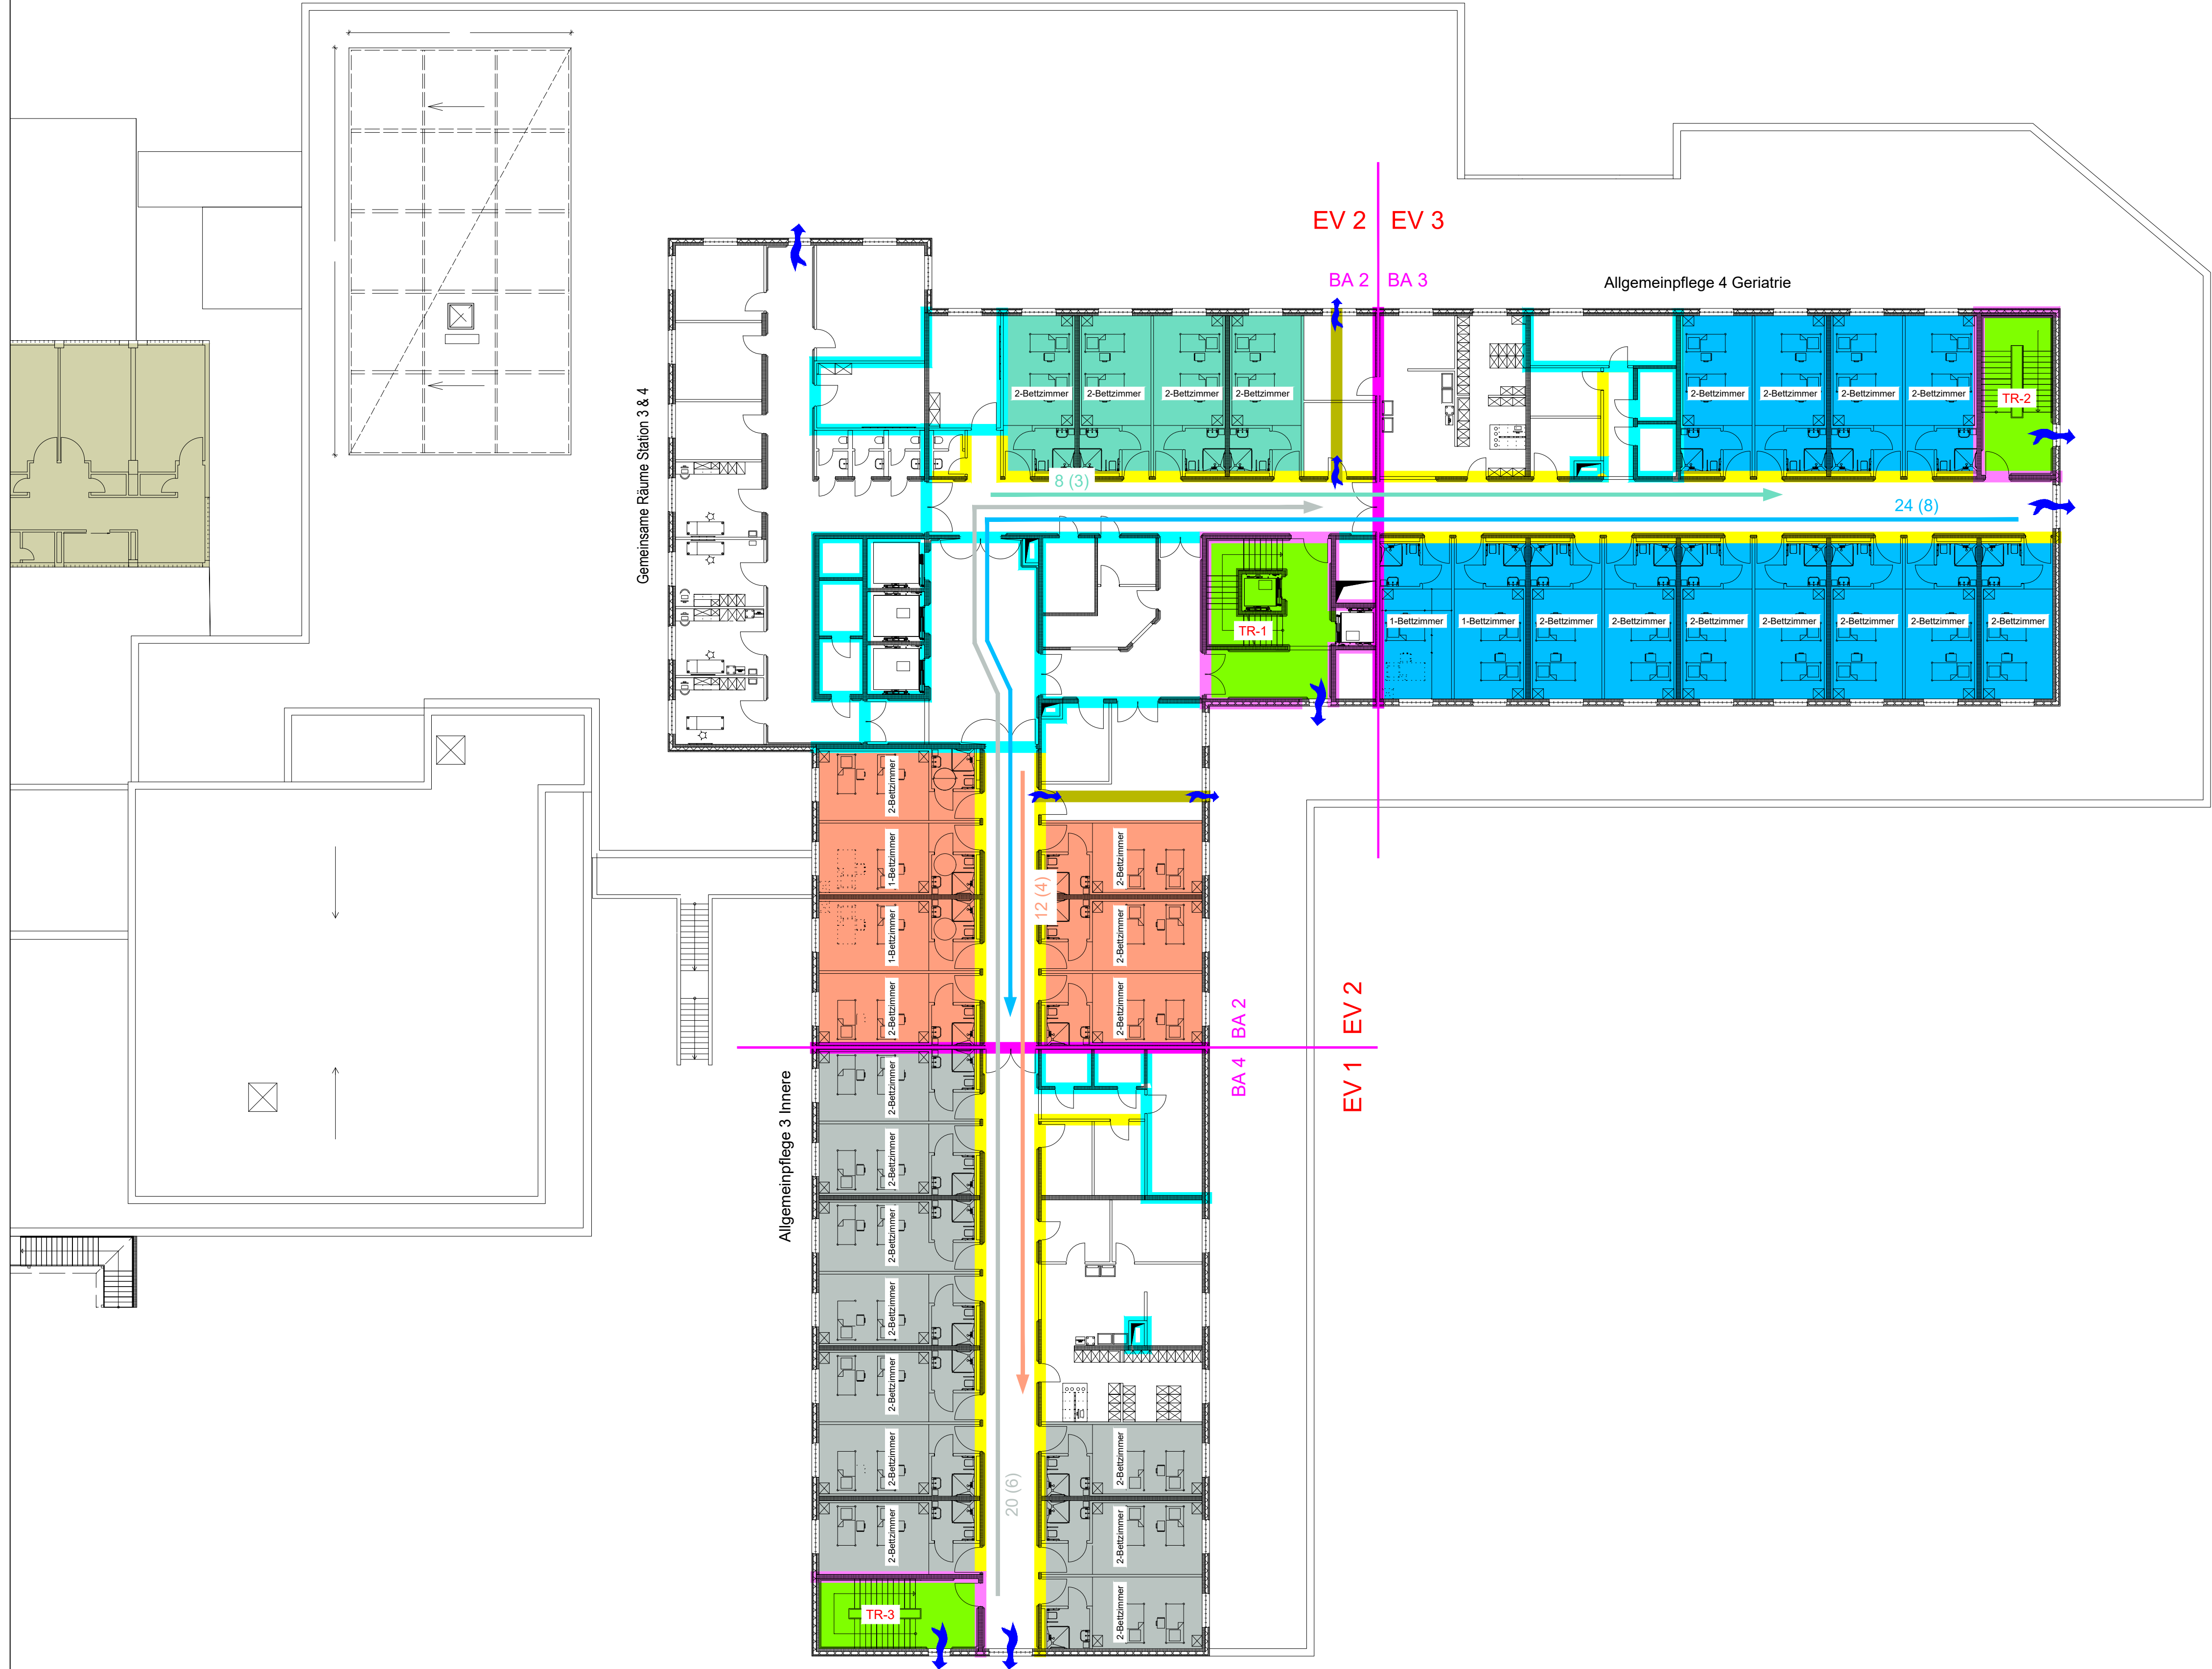 EV 2
EV 3
BA 2
BA 3
Allgemeinpflege 4 Geriatrie
Gemeinsame Räume Station 3 & 4
2-Bettzimmer
2-Bettzimmer
2-Bettzimmer
2-Bettzimmer
2-Bettzimmer
2-Bettzimmer
2-Bettzimmer
2-Bettzimmer
TR-2
8 (3)
24 (8)
TR-1
1-Bettzimmer
1-Bettzimmer
2-Bettzimmer
2-Bettzimmer
2-Bettzimmer
2-Bettzimmer
2-Bettzimmer
2-Bettzimmer
2-Bettzimmer
2-Bettzimmer
1-Bettzimmer
1-Bettzimmer
2-Bettzimmer
12 (4)
2-Bettzimmer
2-Bettzimmer
2-Bettzimmer
BA 2
EV 2
BA 4
EV 1
Allgemeinpflege 3 Innere
2-Bettzimmer
2-Bettzimmer
2-Bettzimmer
2-Bettzimmer
2-Bettzimmer
2-Bettzimmer
2-Bettzimmer
20 (6)
2-Bettzimmer
2-Bettzimmer
2-Bettzimmer
TR-3